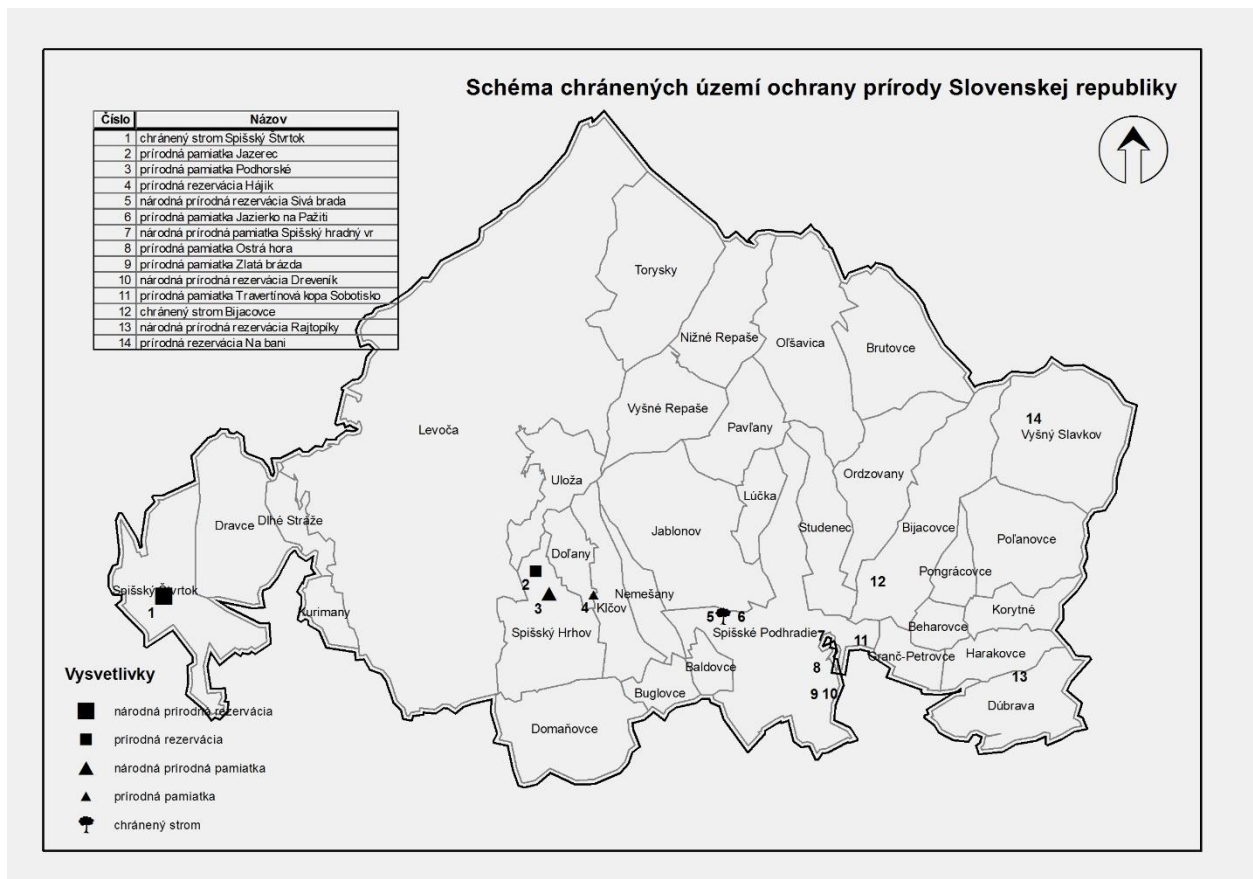 Schéma chránených území ochrany prírody Slovenskej republiky
Číslo Názov
1 chránený strom Spišský Štvrtok
2 prírodná pamiatka Jazerec
3 prírodná pamiatka Podhorské
4 prírodná rezervácia Hájik
5 národná prírodná rezervácia Sivá brada
6 prírodná pamiatka Jazierko na Pažiti
7 národná prírodná pamiatka Spišský hradný vr
8 prírodná pamiatka Ostrá hora
9 prírodná pamiatka Zlatá brázda
10 národná prírodná rezervácia Dreveník
11 prírodná pamiatka Travertínová kopa Sobotisko
12 chránený strom Bijacovce
13 národná prírodná rezervácia Rajtopíky
14 prírodná rezervácia Na bani
Torysky
Nižné Repaše
Oľšavica
Brutovce
Vyšné Repaše
Pavľany
Levoča
14
Vyšný Slavkov
Uloža
Ordzovany
Lúčka
Dravce
Dlhé Stráže
Jablonov
Studenec
Bijacovce
Poľanovce
Doľany
Pongrácovce
2
12
Spišský Štvrtok
1
Kurimany
3
4
Nemešany
Klčov
Korytné
5
6
Spišský Hrhov
Spišské Podhradie
7
11
Beharovce
Granč-Petrovce
Harakovce
Baldovce
8
13
Buglovce
9 10
Dúbrava
Domaňovce
Vysvetlivky
národná prírodná rezervácia
prírodná rezervácia
národná prírodná pamiatka
prírodná pamiatka
chránený strom